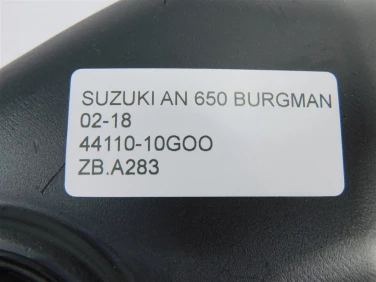 SUZUKI AN 650 BURGMAN
02-18
44110-10GOO
ZB.A283